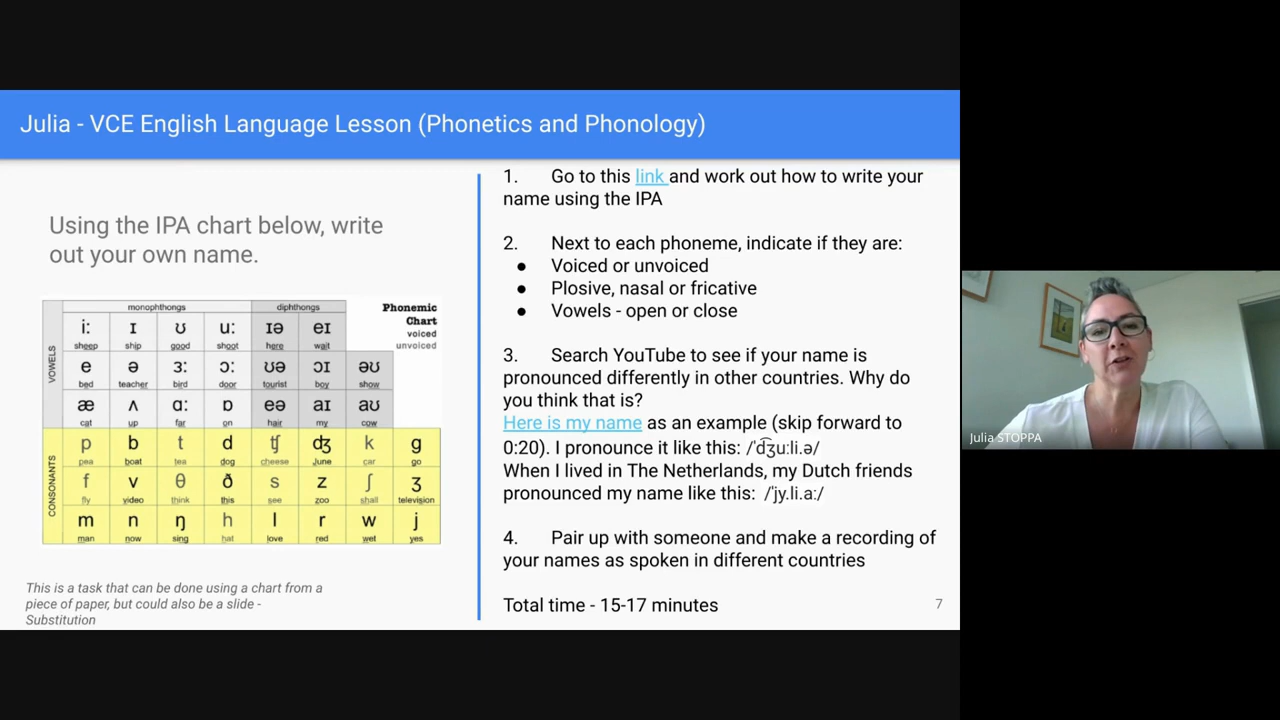 Julia - VCE English Language Lesson (Phonetics and Phonology)
Using the IPA chart below, write
out your own name.
monophthongs diphthongs Phonemic
Chart
voiced
unvoiced
VOWELS
iː ɪ ʊ uː ɪə eɪ
sheep ship good shoot here wait
e ə ɜː ɔː ʊə ɔɪ əʊ
bed teacher bird door tourist boy show
æ ʌ ɑː ɒ eə aɪ aʊ
cat up far on hair my cow
CONSONANTS
p b t d tʃ dʒ k g
pea boat tea dog cheese June car go
f v θ ð s z ʃ ʒ
fly video think this see zoo shall television
m n ŋ h l r w j
man now sing hat love red wet yes
This is a task that can be done using a chart from a
piece of paper, but could also be a slide -
Substitution
1. Go to this link and work out how to write your
name using the IPA
2. Next to each phoneme, indicate if they are:
● Voiced or unvoiced
● Plosive, nasal or fricative
● Vowels - open or close
3. Search YouTube to see if your name is
pronounced differently in other countries. Why do
you think that is?
Here is my name as an example (skip forward to
0:20). I pronounce it like this: /ˈd͡ʒuːli.ə/
When I lived in The Netherlands, my Dutch friends
pronounced my name like this: /ˈjy.li.aː/
4. Pair up with someone and make a recording of
your names as spoken in different countries
Total time - 15-17 minutes
7
Julia STOPPA